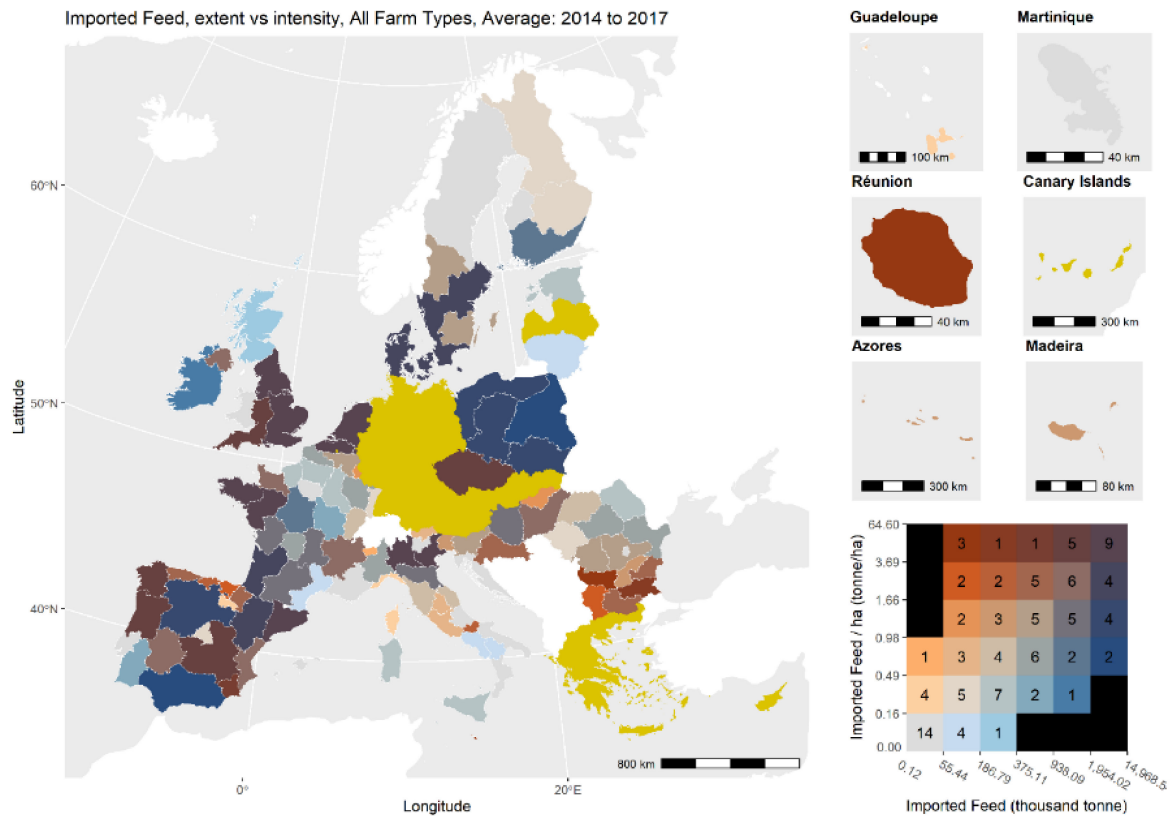 Imported Feed, extent vs intensity, All Farm Types, Average: 2014 to 2017
60°N
50°N
40°N
Latitude
0°
20°E
Longitude
800 km
Guadeloupe
100 km
Martinique
40 km
Réunion
40 km
Canary Islands
300 km
Azores
300 km
Madeira
80 km
Imported Feed / ha (tonne/ha)
64.60
3 1 1 5 9
3.69
2 2 5 6 4
1.66
2 3 5 5 4
0.98
1 3 4 6 2 2
0.49
4 5 7 2 1
0.16
14 4 1
0.00
0.12 55.44 186.79 375.11 938.09 1,954.02 14,968.5
Imported Feed (thousand tonne)